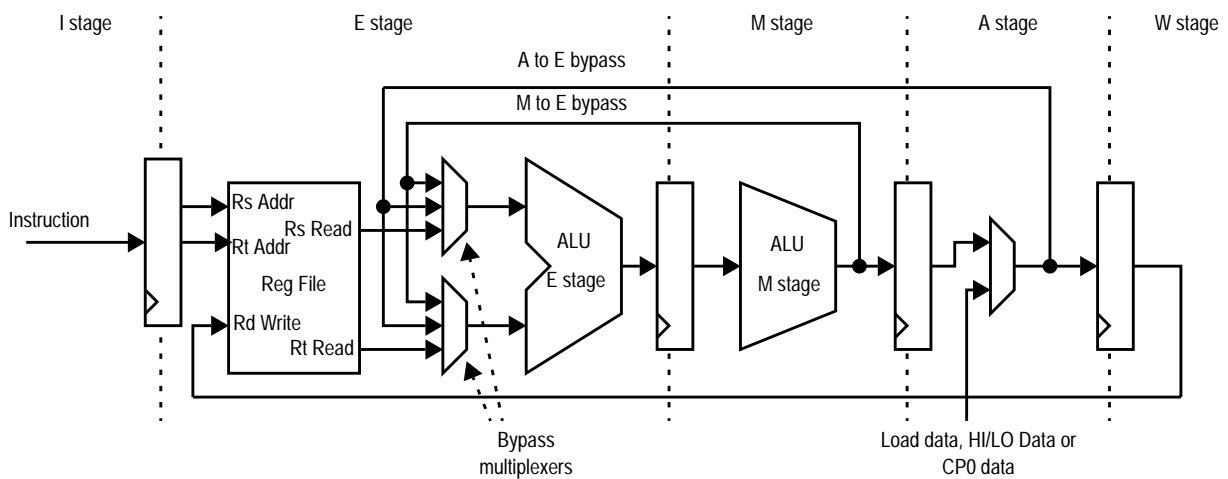 I stage
E stage
M stage
A stage
W stage
A to E bypass
M to E bypass
Instruction
Rs Addr
Rs Read
Rt Addr
Reg File
Rd Write
Rt Read
ALU
E stage
ALU
M stage
Bypass
multiplexers
Load data, HI/LO Data or
CP0 data